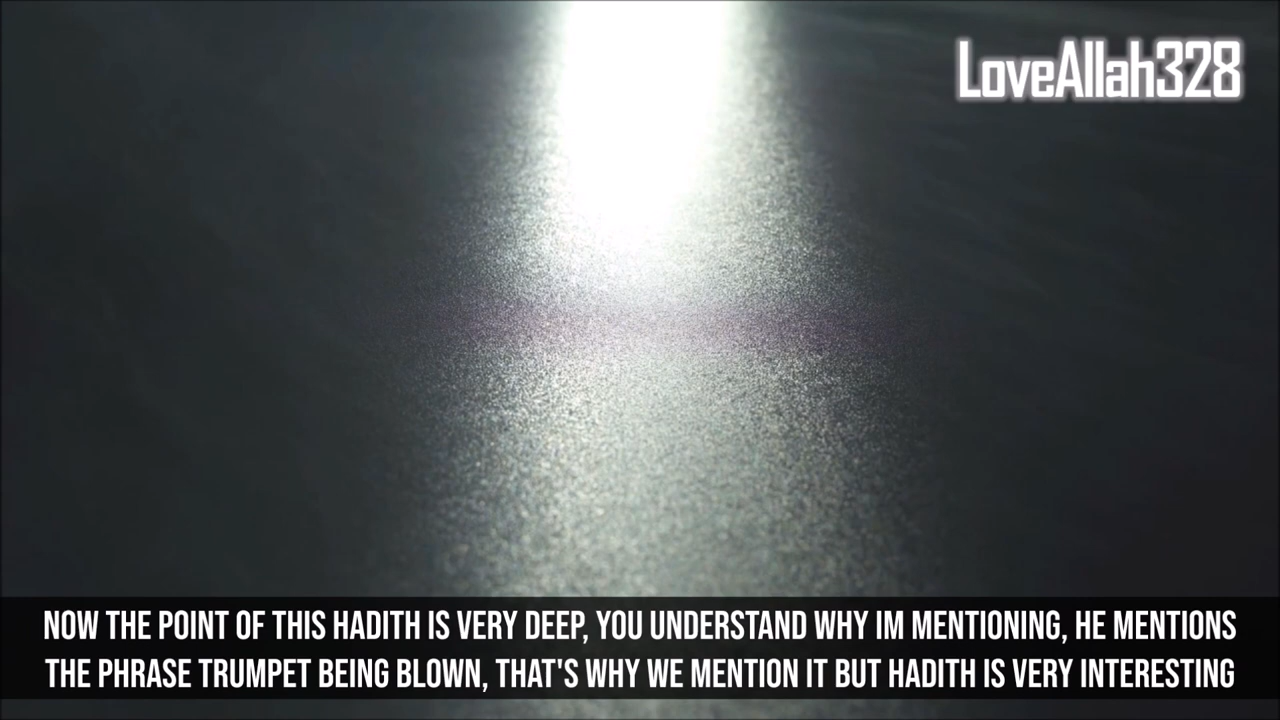 LoveAllah328
NOW THE POINT OF THIS HADITH IS VERY DEEP, YOU UNDERSTAND WHY IM MENTIONING, HE MENTIONS
THE PHRASE TRUMPET BEING BLOWN, THAT'S WHY WE MENTION IT BUT HADITH IS VERY INTERESTING